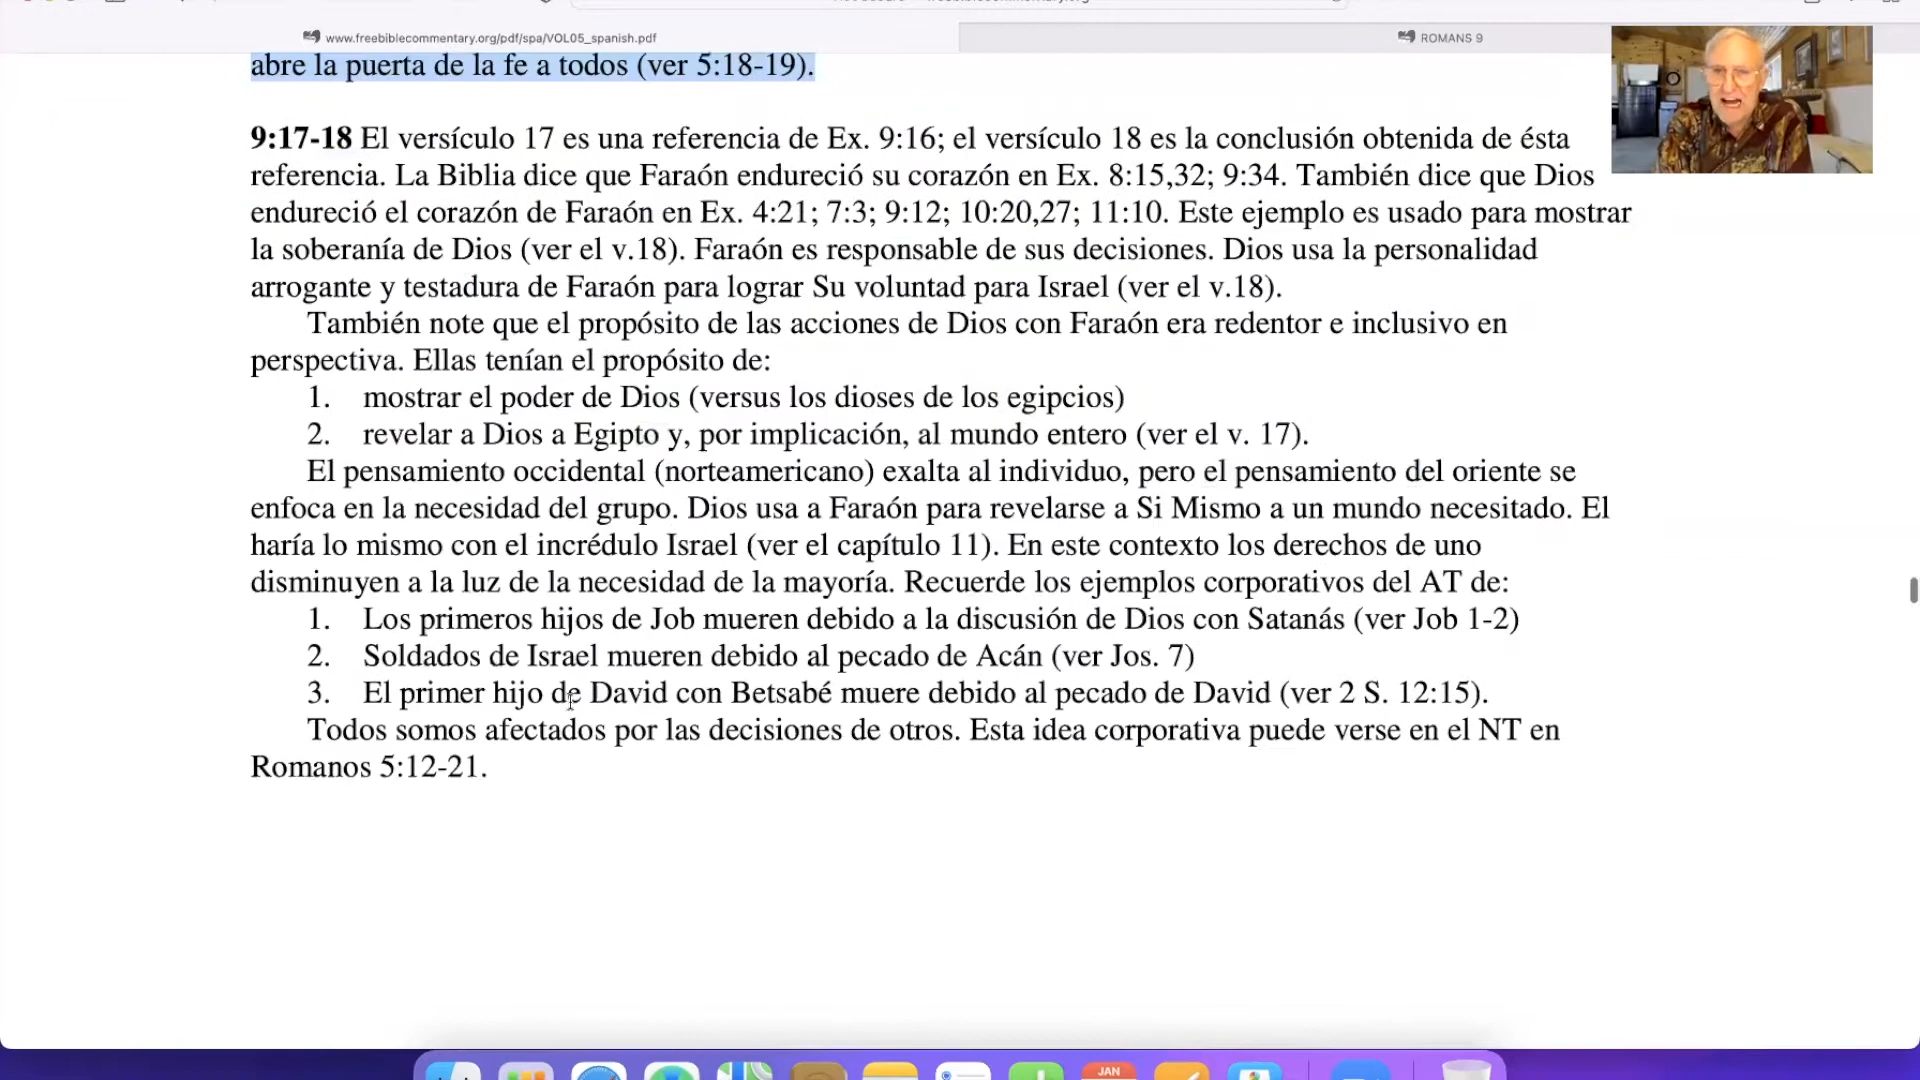 www.freebiblecommentary.org/pdf/spa/VOL05_spanish.pdf
ROMANS 9
abre la puerta de la fe a todos (ver 5:18-19).
9:17-18 El versículo 17 es una referencia de Ex. 9:16; el versículo 18 es la conclusión obtenida de ésta
referencia. La Biblia dice que Faraón endureció su corazón en Ex. 8:15,32; 9:34. También dice que Dios
endureció el corazón de Faraón en Ex. 4:21; 7:3; 9:12; 10:20,27; 11:10. Este ejemplo es usado para mostrar
la soberanía de Dios (ver el v.18). Faraón es responsable de sus decisiones. Dios usa la personalidad
arrogante y testadura de Faraón para lograr Su voluntad para Israel (ver el v.18).
También note que el propósito de las acciones de Dios con Faraón era redentor e inclusivo en
perspectiva. Ellas tenían el propósito de:
1. mostrar el poder de Dios (versus los dioses de los egipcios)
2. revelar a Dios a Egipto y, por implicación, al mundo entero (ver el v. 17).
El pensamiento occidental (norteamericano) exalta al individuo, pero el pensamiento del oriente se
enfoca en la necesidad del grupo. Dios usa a Faraón para revelarse a Si Mismo a un mundo necesitado. El
haría lo mismo con el incrédulo Israel (ver el capítulo 11). En este contexto los derechos de uno
disminuyen a la luz de la necesidad de la mayoría. Recuerde los ejemplos corporativos del AT de:
1. Los primeros hijos de Job mueren debido a la discusión de Dios con Satanás (ver Job 1-2)
2. Soldados de Israel mueren debido al pecado de Acán (ver Jos. 7)
3. El primer hijo de David con Betsabé muere debido al pecado de David (ver 2 S. 12:15).
Todos somos afectados por las decisiones de otros. Esta idea corporativa puede verse en el NT en
Romanos 5:12-21.
JAN